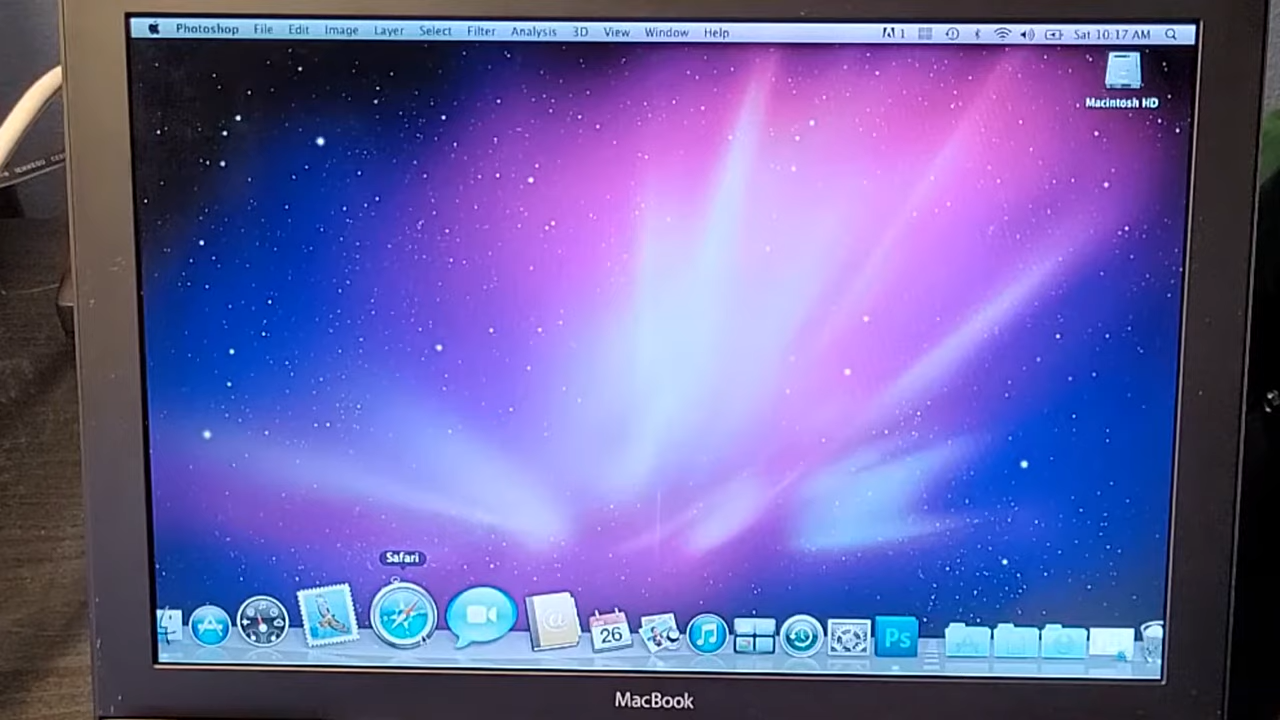 Photoshop File Edit Image Layer Select Filter Analysis 3D View Window Help 1 Sat 10:17 AM
Macintosh HD
Safari
@
26
Ps
MacBook